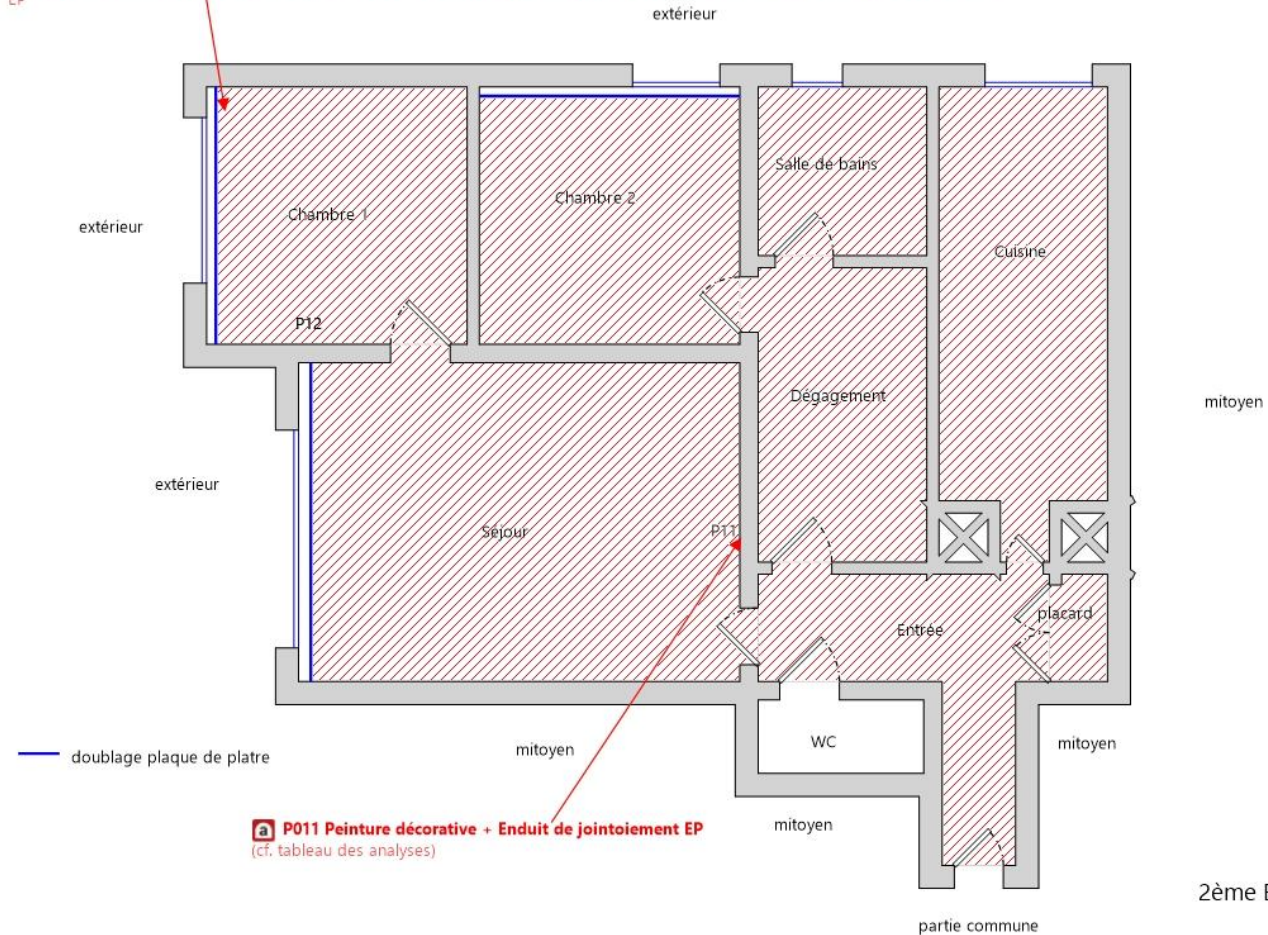 EP
extérieur
Salle de bains
Chambre 2
Chambre 1
extérieur
Cuisine
P12
Dégagement
mitoyen
extérieur
Séjour
P11
placard
Entrée
WC
mitoyen
mitoyen
doublage plaque de platre
a P011 Peinture décorative + Enduit de jointoiement EP
(cf. tableau des analyses)
mitoyen
2ème
partie commune